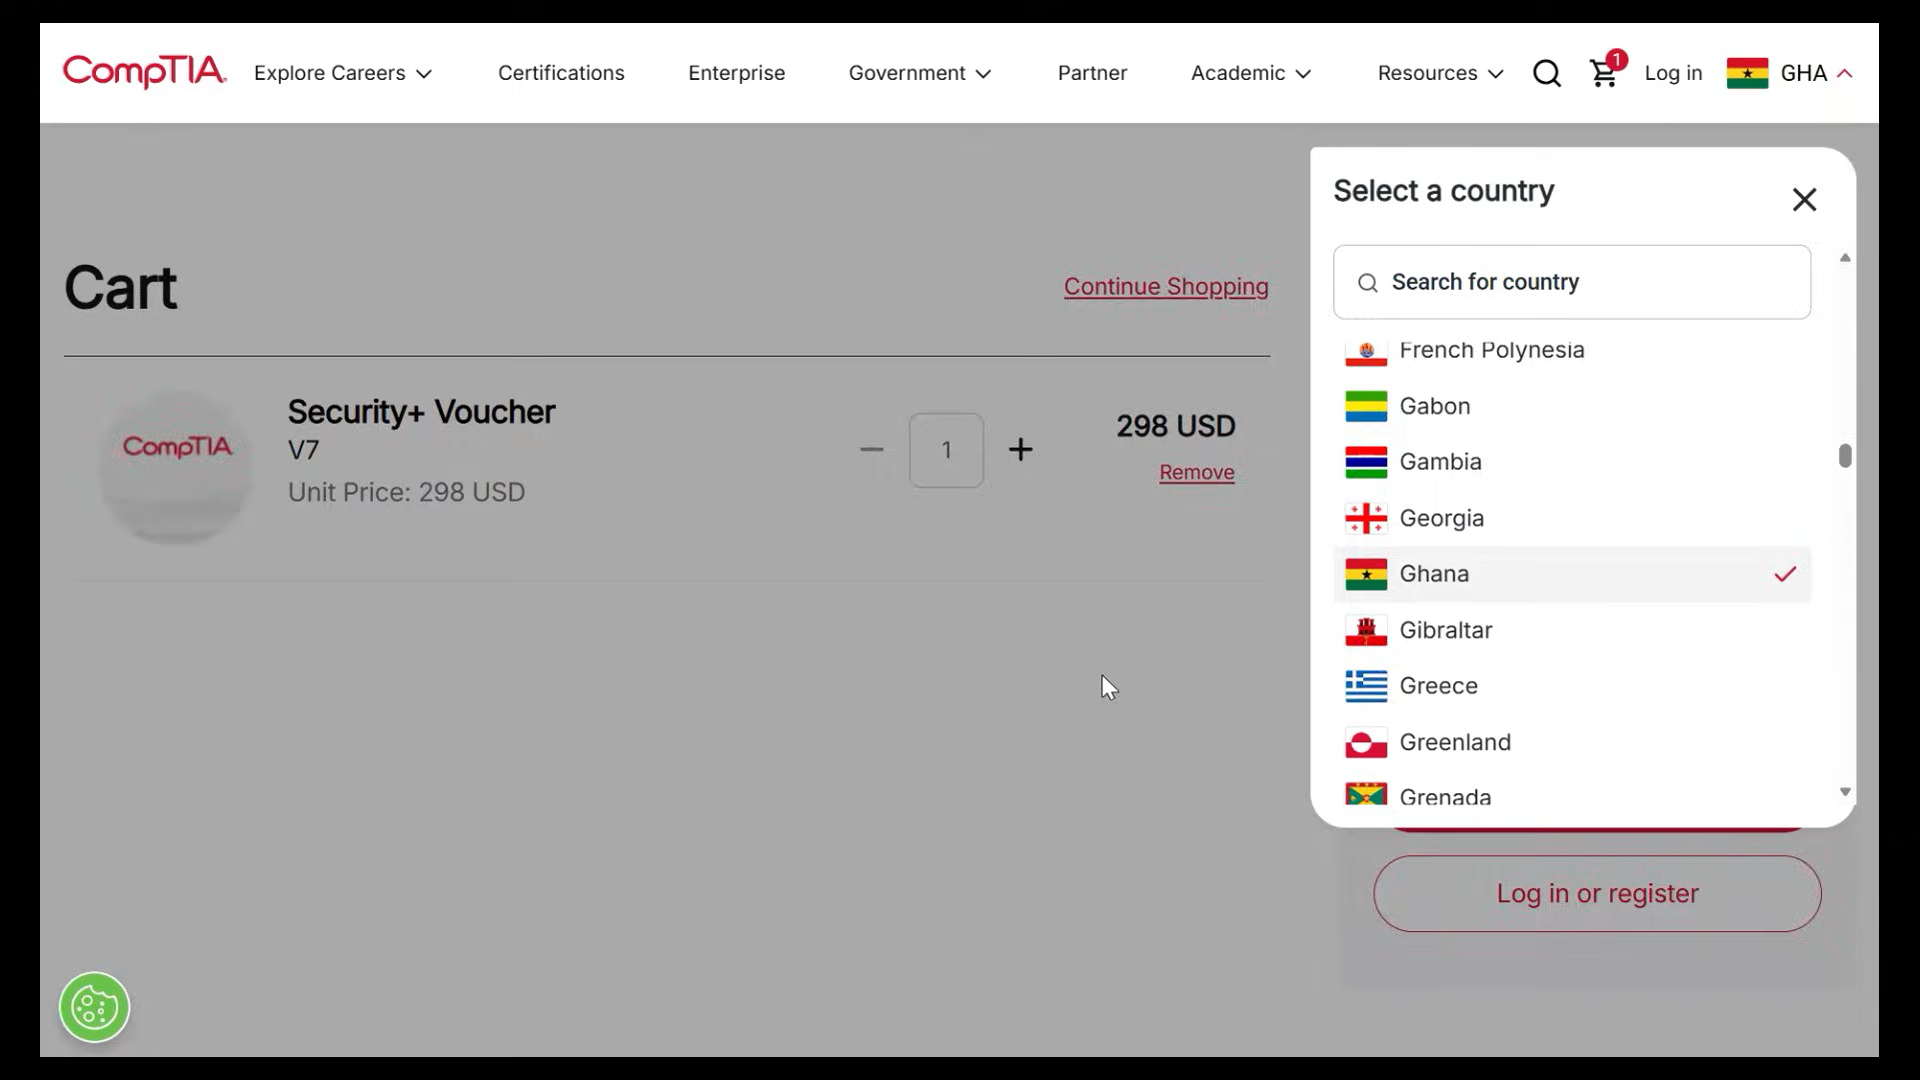 CompTIA. Explore Careers Certifications Enterprise Government Partner Academic Resources 1 Log in GHA
Select a country
Search for country
Cart
Continue Shopping
CompTIA
Security+ Voucher
V7
Unit Price: 298 USD
1
298 USD
Remove
French Polynesia
Gabon
Gambia
Georgia
Ghana
Gibraltar
Greece
Greenland
Grenada
Log in or register